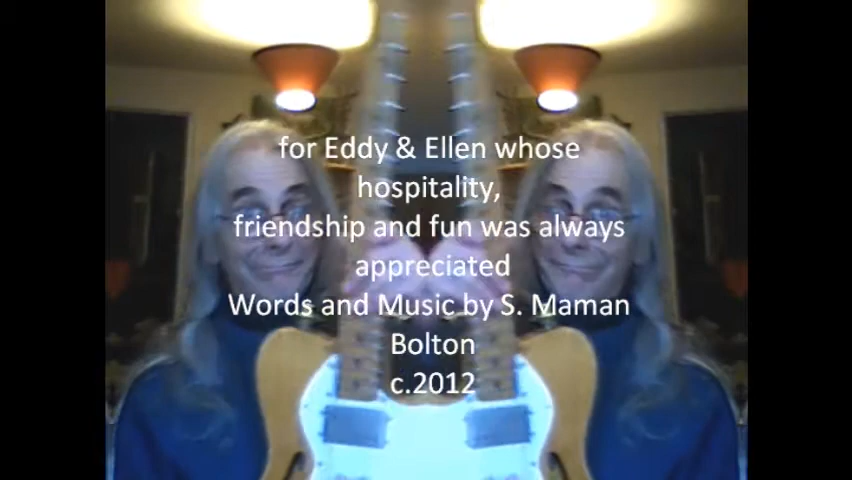 for Eddy & Ellen whose
hospitality,
friendship and fun was always
appreciated
Words and Music by S. Maman
Bolton
c.2012